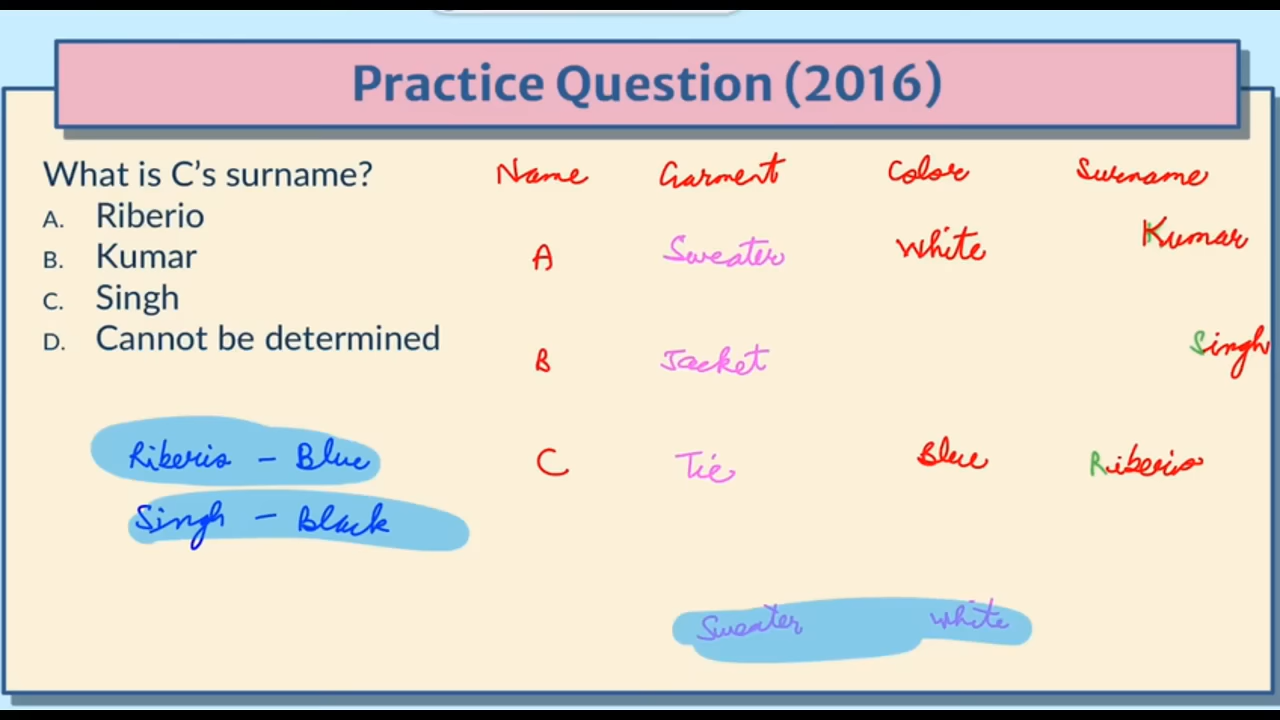 Practice Question (2016)
What is C's surname?
A. Riberio
B. Kumar
C. Singh
D. Cannot be determined
Riberio - Blue
Singh - Black
Name Garment Color Surname
A Sweater White Kumar
B Jacket Singh
C Tie Blue Riberio
Sweater White